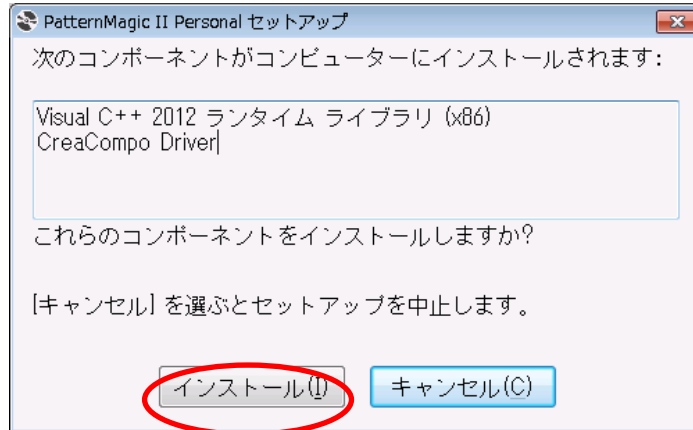 PatternMagic II Personal セットアップ
次のコンポーネントがコンピューターにインストールされます:
Visual C++ 2012 ランタイム ライブラリ (x86)
CreaCompo Driver
これらのコンポーネントをインストールしますか?
[キャンセル] を選ぶとセットアップを中止します。
インストール(I) キャンセル(C)